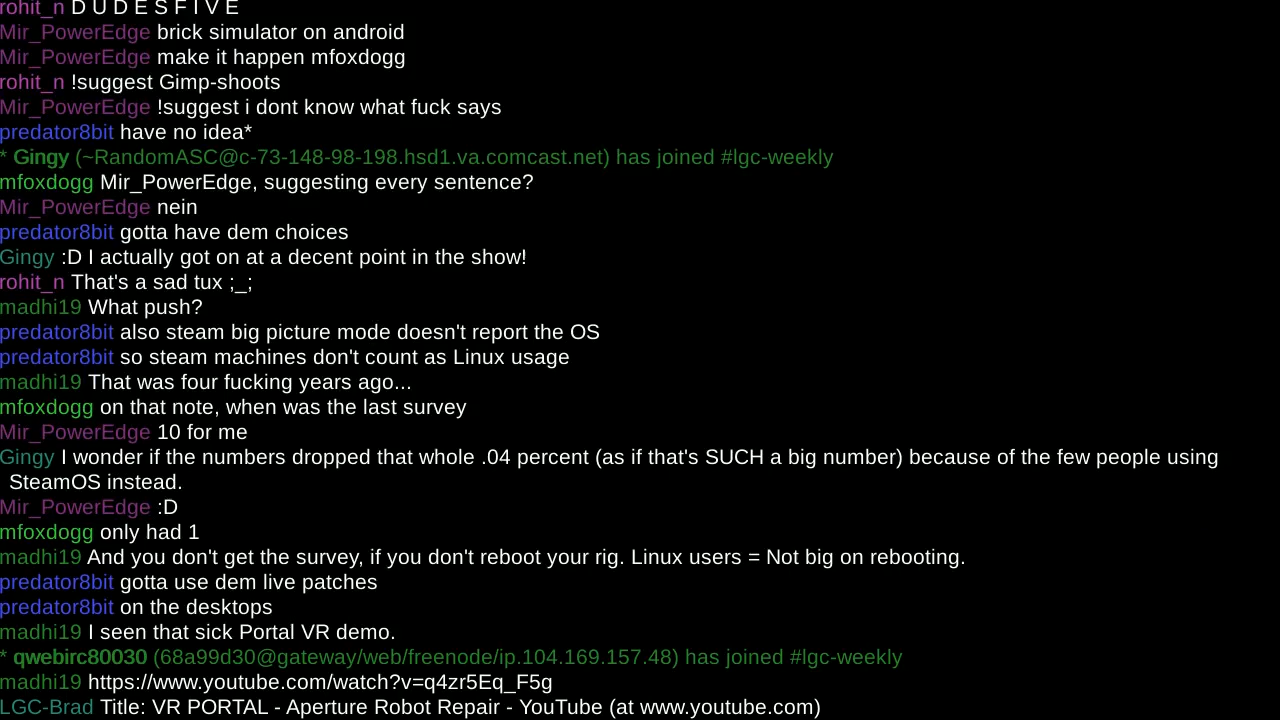 rohit_n D U D E S F I V E
Mir_PowerEdge brick simulator on android
Mir_PowerEdge make it happen mfoxdogg
rohit_n !suggest Gimp-shoots
Mir_PowerEdge !suggest i dont know what fuck says
predator8bit have no idea*
* Gingy (~RandomASC@c-73-148-98-198.hsd1.va.comcast.net) has joined #lgc-weekly
mfoxdogg Mir_PowerEdge, suggesting every sentence?
Mir_PowerEdge nein
predator8bit gotta have dem choices
Gingy :D I actually got on at a decent point in the show!
rohit_n That's a sad tux ;_;
madhi19 What push?
predator8bit also steam big picture mode doesn't report the OS
predator8bit so steam machines don't count as Linux usage
madhi19 That was four fucking years ago...
mfoxdogg on that note, when was the last survey
Mir_PowerEdge 10 for me
Gingy I wonder if the numbers dropped that whole .04 percent (as if that's SUCH a big number) because of the few people using
SteamOS instead.
Mir_PowerEdge :D
mfoxdogg only had 1
madhi19 And you don't get the survey, if you don't reboot your rig. Linux users = Not big on rebooting.
predator8bit gotta use dem live patches
predator8bit on the desktops
madhi19 I seen that sick Portal VR demo.
* qwebirc80030 (68a99d30@gateway/web/freenode/ip.104.169.157.48) has joined #lgc-weekly
madhi19 https://www.youtube.com/watch?v=q4zr5Eq_F5g
LGC-Brad Title: VR PORTAL - Aperture Robot Repair - YouTube (at www.youtube.com)